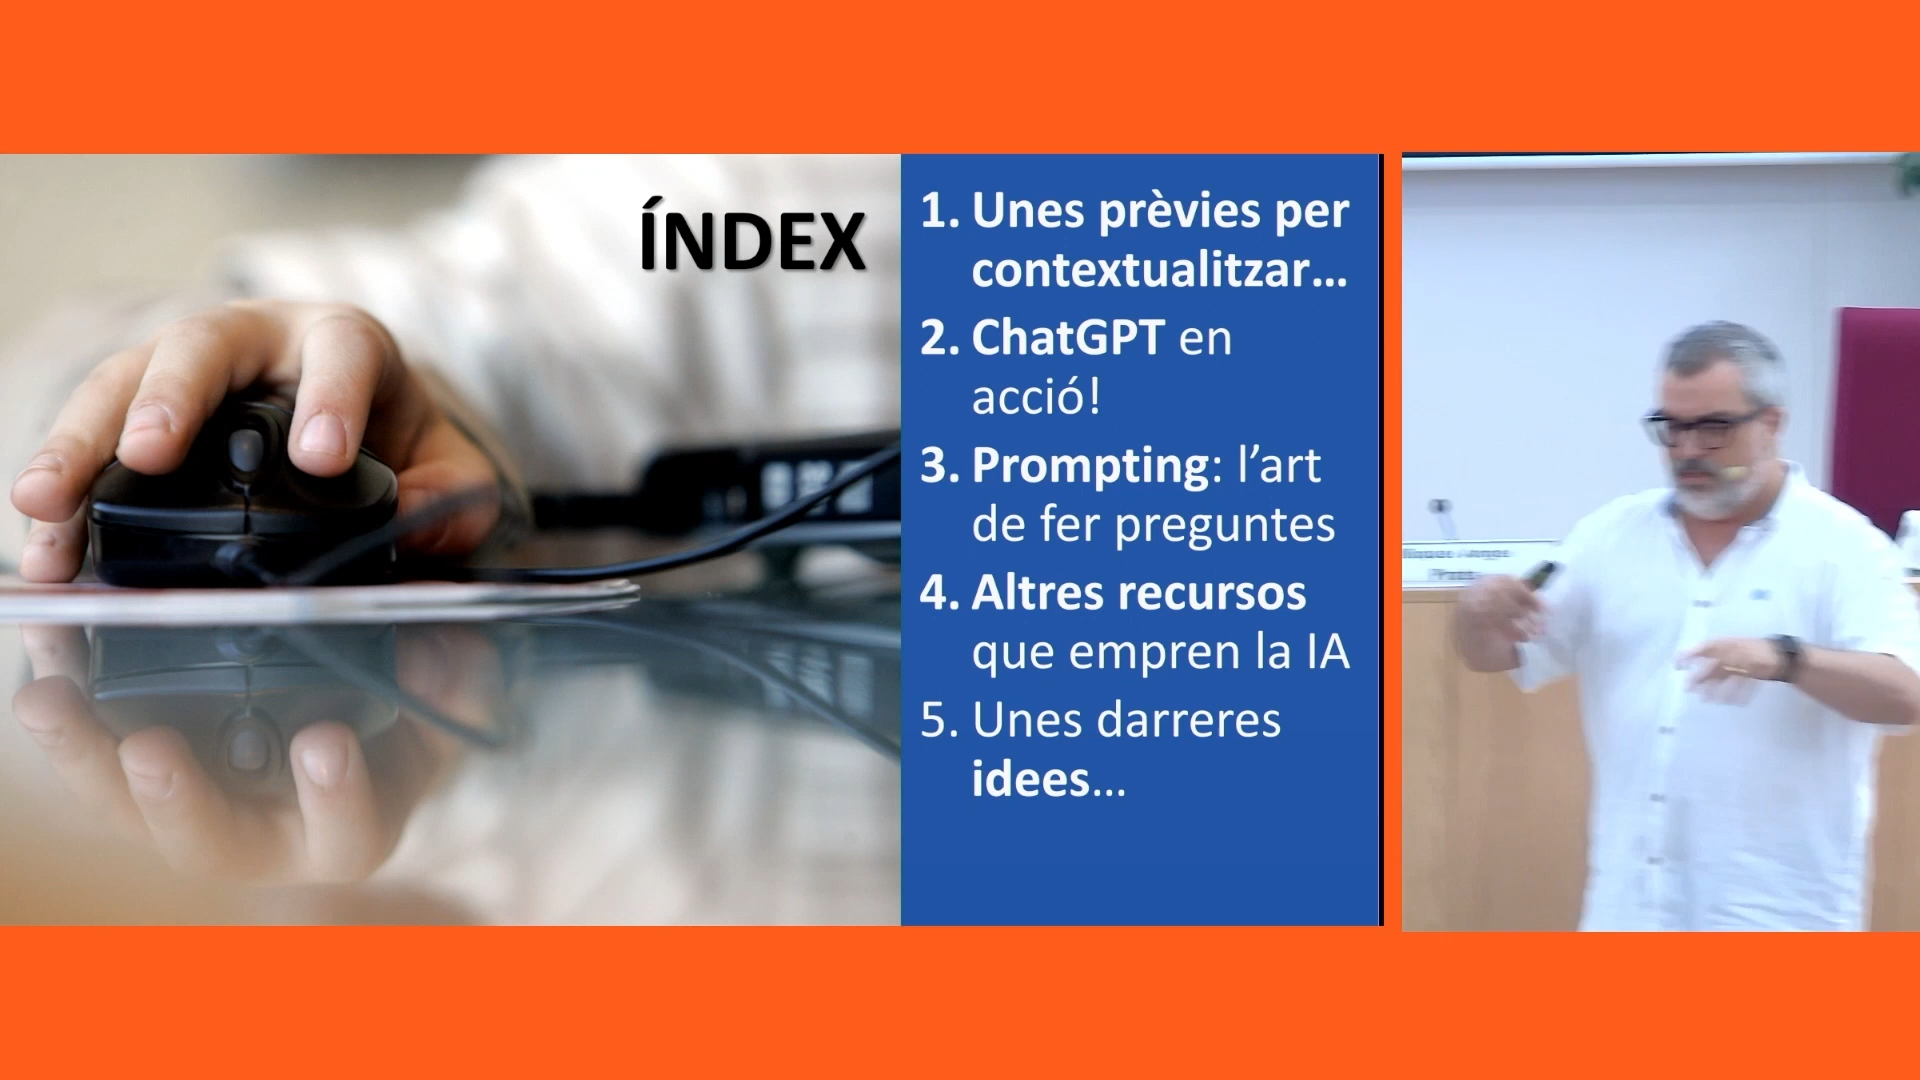 ÍNDEX
1. Unes prèvies per
contextualitzar...
2. ChatGPT en
acció!
3. Prompting: l’art
de fer preguntes
4. Altres recursos
que empren la IA
5. Unes darreres
idees...